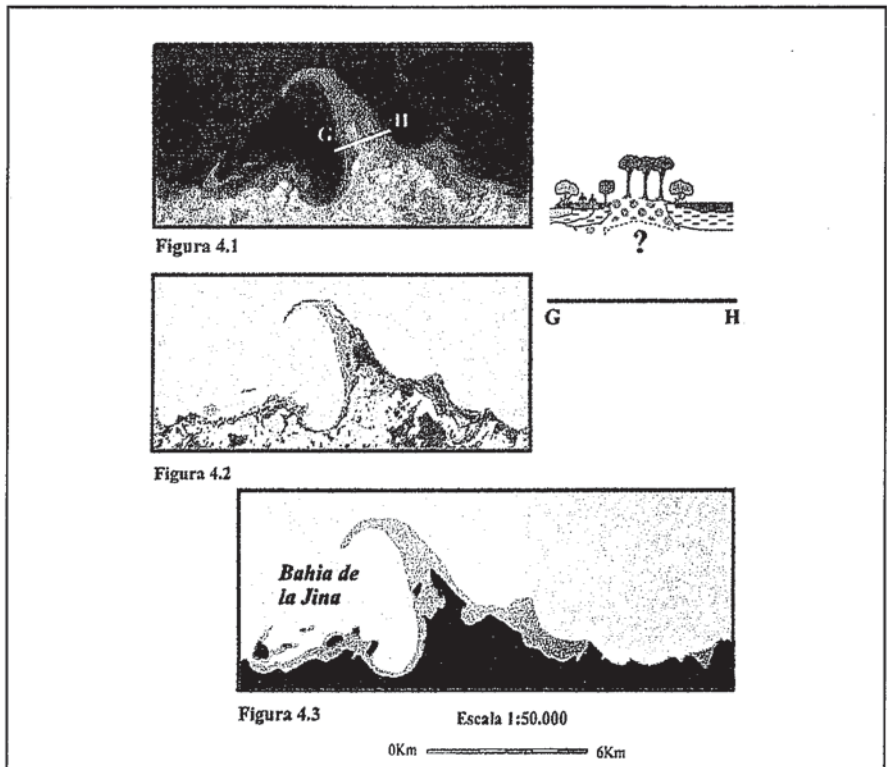 G H
Figura 4.1
?
G H
Figura 4.2
Bahia de
la Jina
Figura 4.3 Escala 1:50.000
0Km 6Km